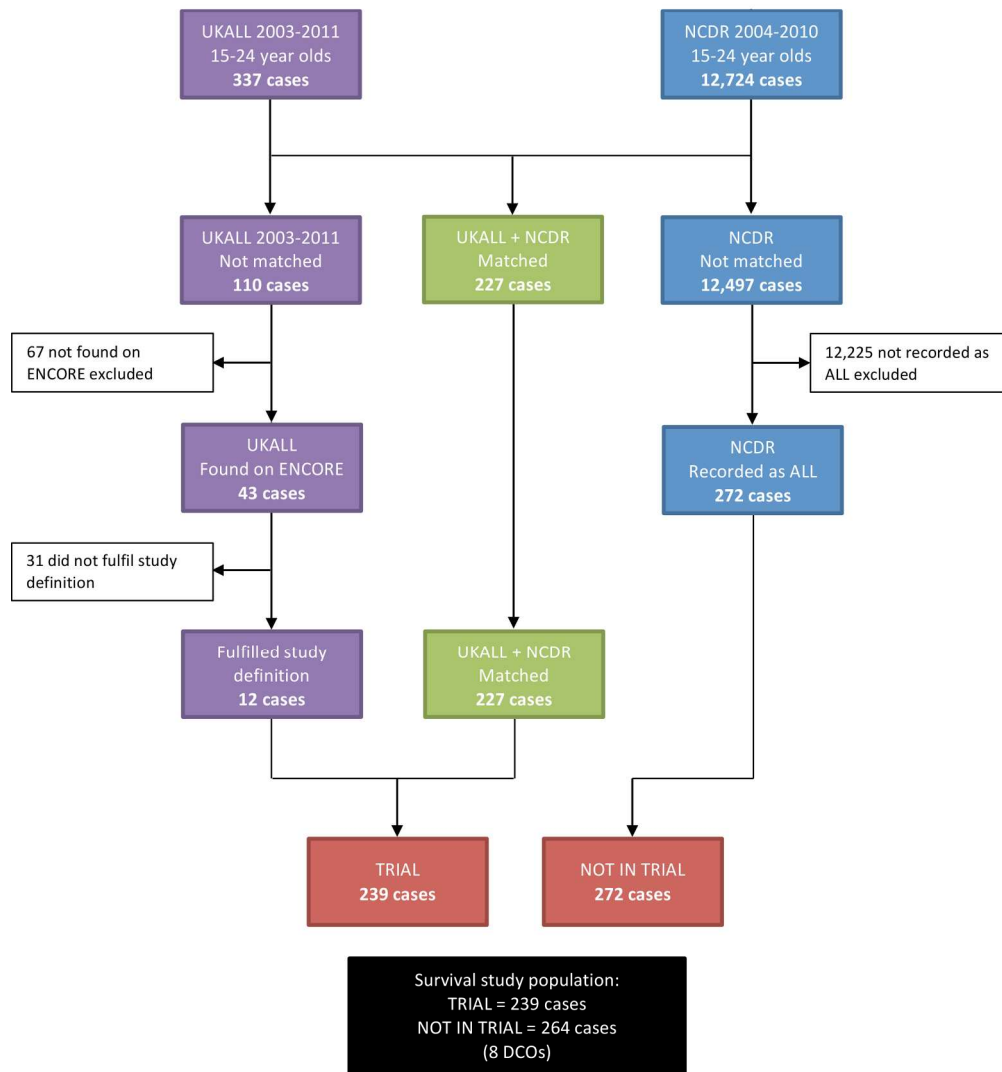 UKALL 2003-2011
15-24 year olds
337 cases
NCDR 2004-2010
15-24 year olds
12,724 cases
UKALL 2003-2011
Not matched
110 cases
UKALL + NCDR
Matched
227 cases
NCDR
Not matched
12,497 cases
67 not found on
ENCORE excluded
12,225 not recorded as
ALL excluded
UKALL
Found on ENCORE
43 cases
NCDR
Recorded as ALL
272 cases
31 did not fulfil study
definition
Fulfilled study
definition
12 cases
UKALL + NCDR
Matched
227 cases
TRIAL
239 cases
NOT IN TRIAL
272 cases
Survival study population:
TRIAL = 239 cases
NOT IN TRIAL = 264 cases
(8 DCOs)